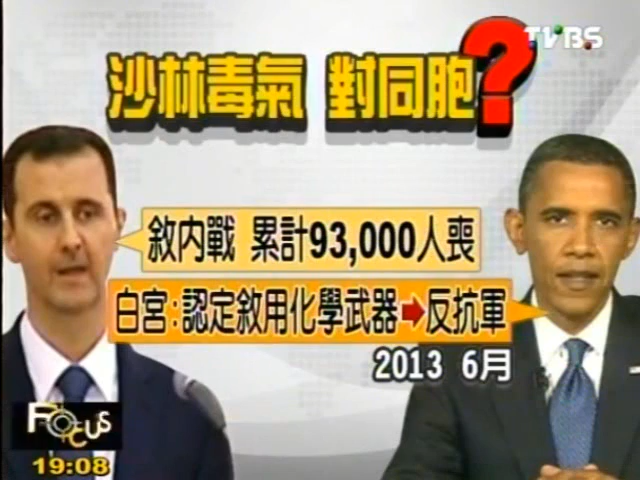 TVBS
沙林毒氣 對同胞?
敘內戰 累計93,000人喪
白宮:認定敘用化學武器➡反抗軍
2013 6月
FOCUS
19:08